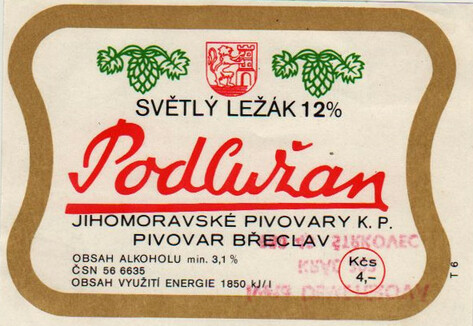 SVĚTLÝ LEŽÁK 12%
Podlužan
JIHOMORAVSKÉ PIVOVARY K. P.
PIVOVAR BŘECLAV
OBSAH ALKOHOLU min. 3,1 %
ČSN 56 6635
OBSAH VYUŽITÍ ENERGIE 1850 kJ/l
Kčs
4,–
T 6
ŠTRKOVEC